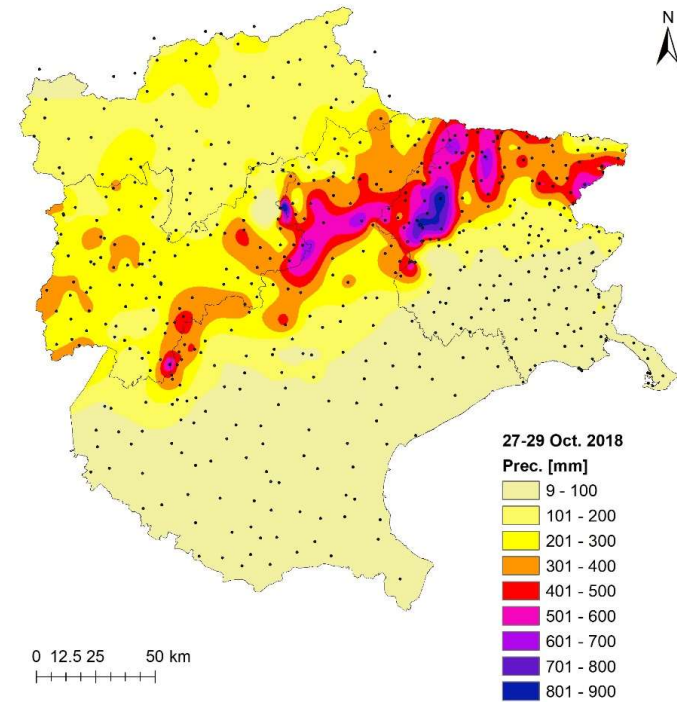 N
27-29 Oct. 2018
Prec. [mm]
9 - 100
101 - 200
201 - 300
301 - 400
401 - 500
501 - 600
601 - 700
701 - 800
801 - 900
0 12.5 25 50 km